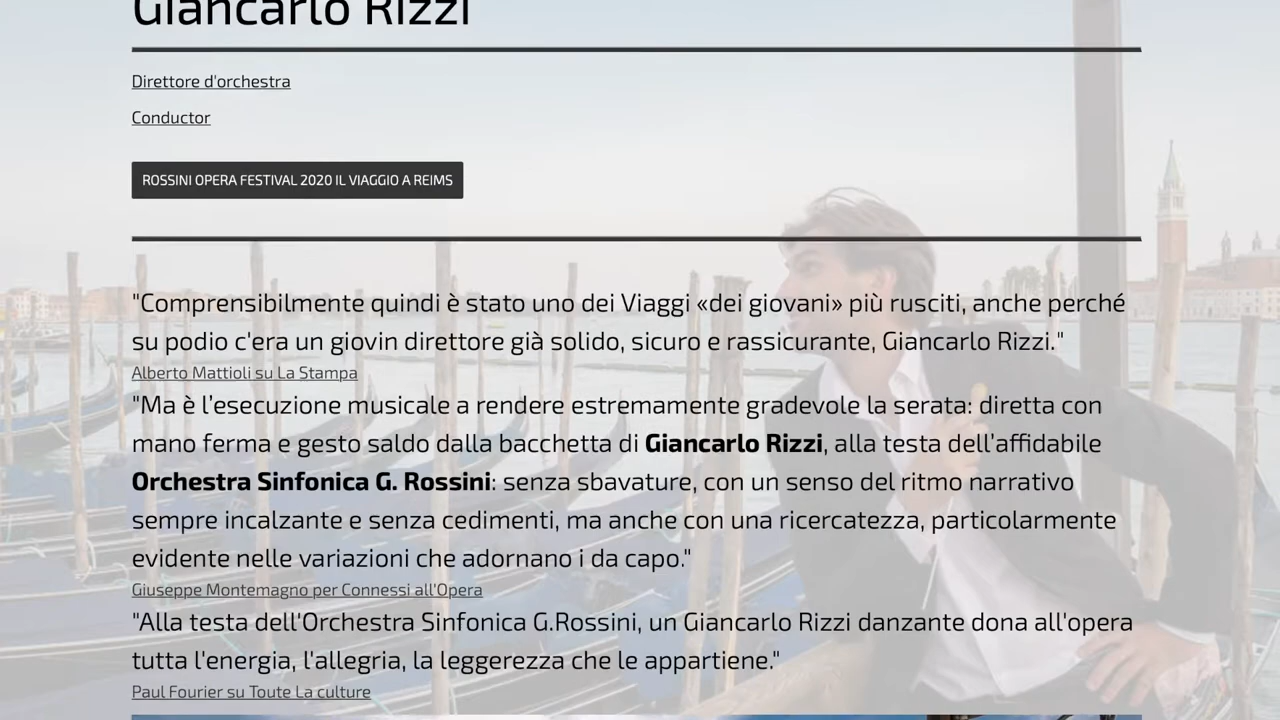 Giancarlo Rizzi
Direttore d'orchestra
Conductor
ROSSINI OPERA FESTIVAL 2020 IL VIAGGIO A REIMS
"Comprensibilmente quindi è stato uno dei Viaggi «dei giovani» più rusciti, anche perché
su podio c'era un giovin direttore già solido, sicuro e rassicurante, Giancarlo Rizzi."
Alberto Mattioli su La Stampa
"Ma è l’esecuzione musicale a rendere estremamente gradevole la serata: diretta con
mano ferma e gesto saldo dalla bacchetta di Giancarlo Rizzi, alla testa dell’affidabile
Orchestra Sinfonica G. Rossini: senza sbavature, con un senso del ritmo narrativo
sempre incalzante e senza cedimenti, ma anche con una ricercatezza, particolarmente
evidente nelle variazioni che adornano i da capo."
Giuseppe Montemagno per Connessi all'Opera
"Alla testa dell'Orchestra Sinfonica G.Rossini, un Giancarlo Rizzi danzante dona all'opera
tutta l'energia, l'allegria, la leggerezza che le appartiene."
Paul Fourier su Toute La culture